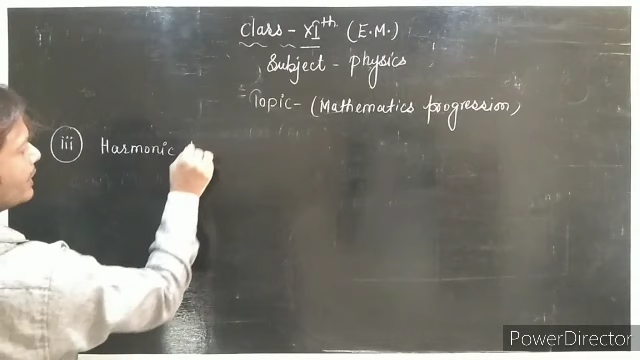 Class - XIth (E.M.)
Subject - physics
Topic - (Mathematics progression)
iii Harmonic
PowerDirector